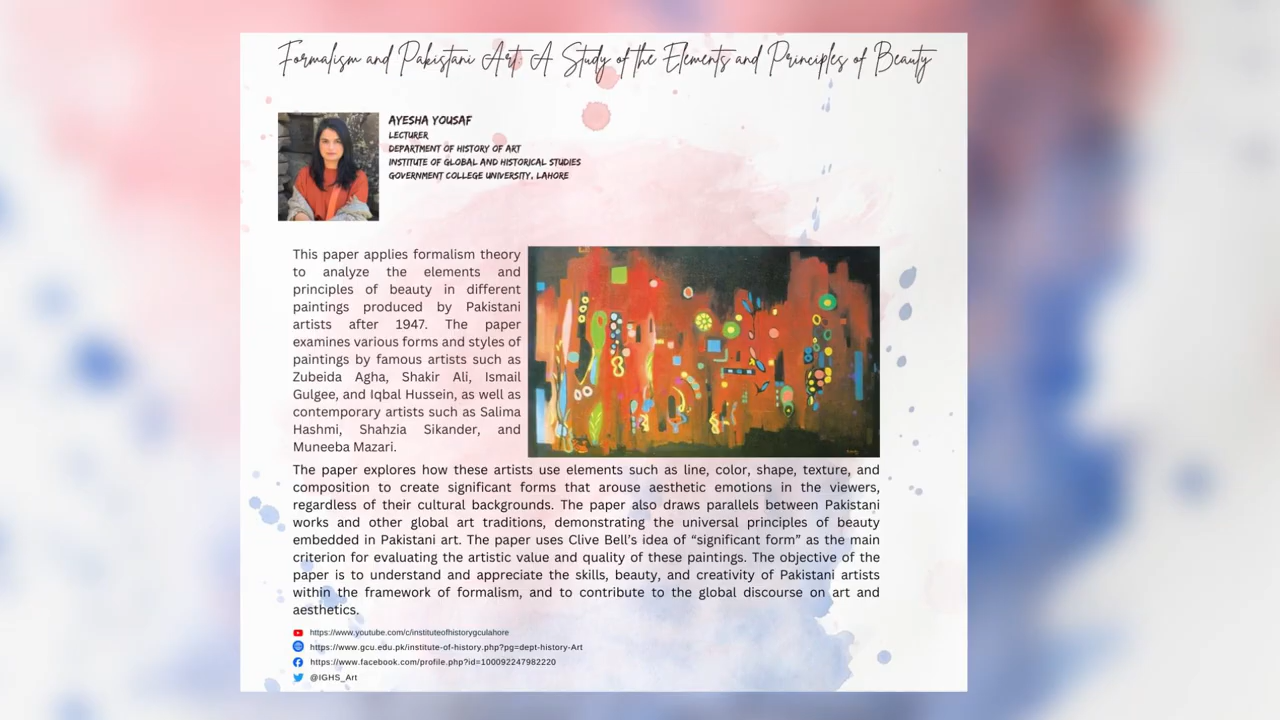 Formalism and Pakistani Art: A Study of the Elements and Principles of Beauty
AYESHA YOUSAF
LECTURER
DEPARTMENT OF HISTORY OF ART
INSTITUTE OF GLOBAL AND HISTORICAL STUDIES
GOVERNMENT COLLEGE UNIVERSITY, LAHORE
This paper applies formalism theory
to analyze the elements and
principles of beauty in different
paintings produced by Pakistani
artists after 1947. The paper
examines various forms and styles of
paintings by famous artists such as
Zubeida Agha, Shakir Ali, Ismail
Gulgee, and Iqbal Hussein, as well as
contemporary artists such as Salima
Hashmi, Shahzia Sikander, and
Muneeba Mazari.
The paper explores how these artists use elements such as line, color, shape, texture, and
composition to create significant forms that arouse aesthetic emotions in the viewers,
regardless of their cultural backgrounds. The paper also draws parallels between Pakistani
works and other global art traditions, demonstrating the universal principles of beauty
embedded in Pakistani art. The paper uses Clive Bell's idea of “significant form” as the main
criterion for evaluating the artistic value and quality of these paintings. The objective of the
paper is to understand and appreciate the skills, beauty, and creativity of Pakistani artists
within the framework of formalism, and to contribute to the global discourse on art and
aesthetics.
https://www.youtube.com/c/instituteofhistorygculahore
https://www.gcu.edu.pk/institute-of-history.php?pg=dept-history-Art
https://www.facebook.com/profile.php?id=100092247982220
@IGHS_Art